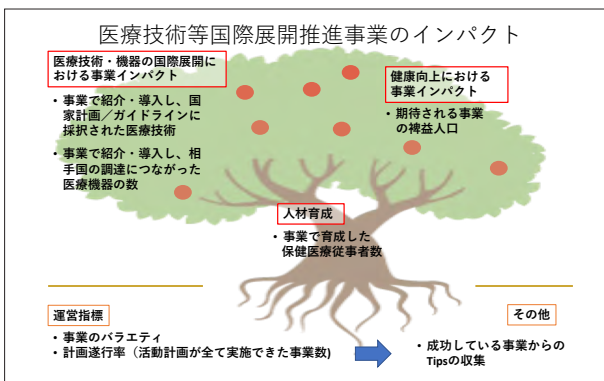 医療技術等国際展開推進事業のインパクト
医療技術・機器の国際展開に
おける事業インパクト
• 事業で紹介・導入し、国
家計画／ガイドラインに
採択された医療技術
• 事業で紹介・導入し、相
手国の調達につながった
医療機器の数
健康向上における
事業インパクト
• 期待される事業
の裨益人口
人材育成
• 事業で育成した
保健医療従事者数
運営指標
• 事業のバラエティ
• 計画遂行率（活動計画が全て実施できた事業数)
その他
• 成功している事業からの
Tipsの収集